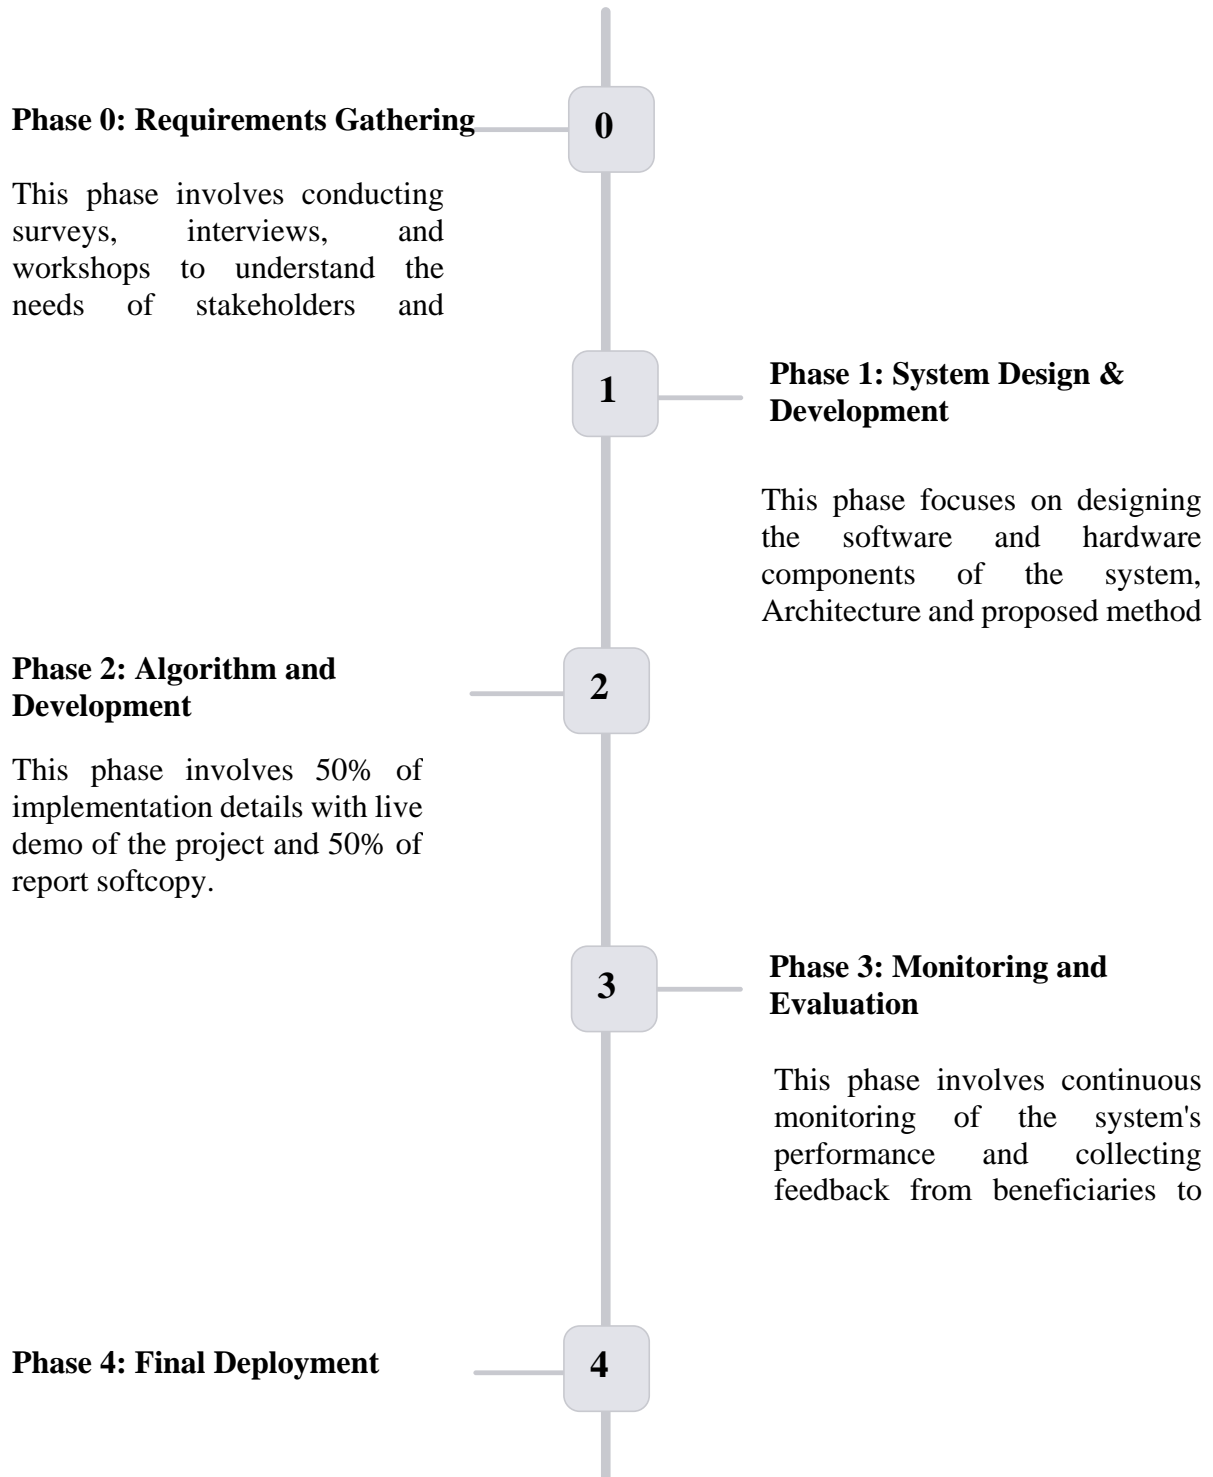 Phase 0: Requirements Gathering
0
This phase involves conducting
surveys, interviews, and
workshops to understand the
needs of stakeholders and
1
Phase 1: System Design &
Development
This phase focuses on designing
the software and hardware
components of the system,
Architecture and proposed method
Phase 2: Algorithm and
Development
2
This phase involves 50% of
implementation details with live
demo of the project and 50% of
report softcopy.
3
Phase 3: Monitoring and
Evaluation
This phase involves continuous
monitoring of the system's
performance and collecting
feedback from beneficiaries to
Phase 4: Final Deployment
4